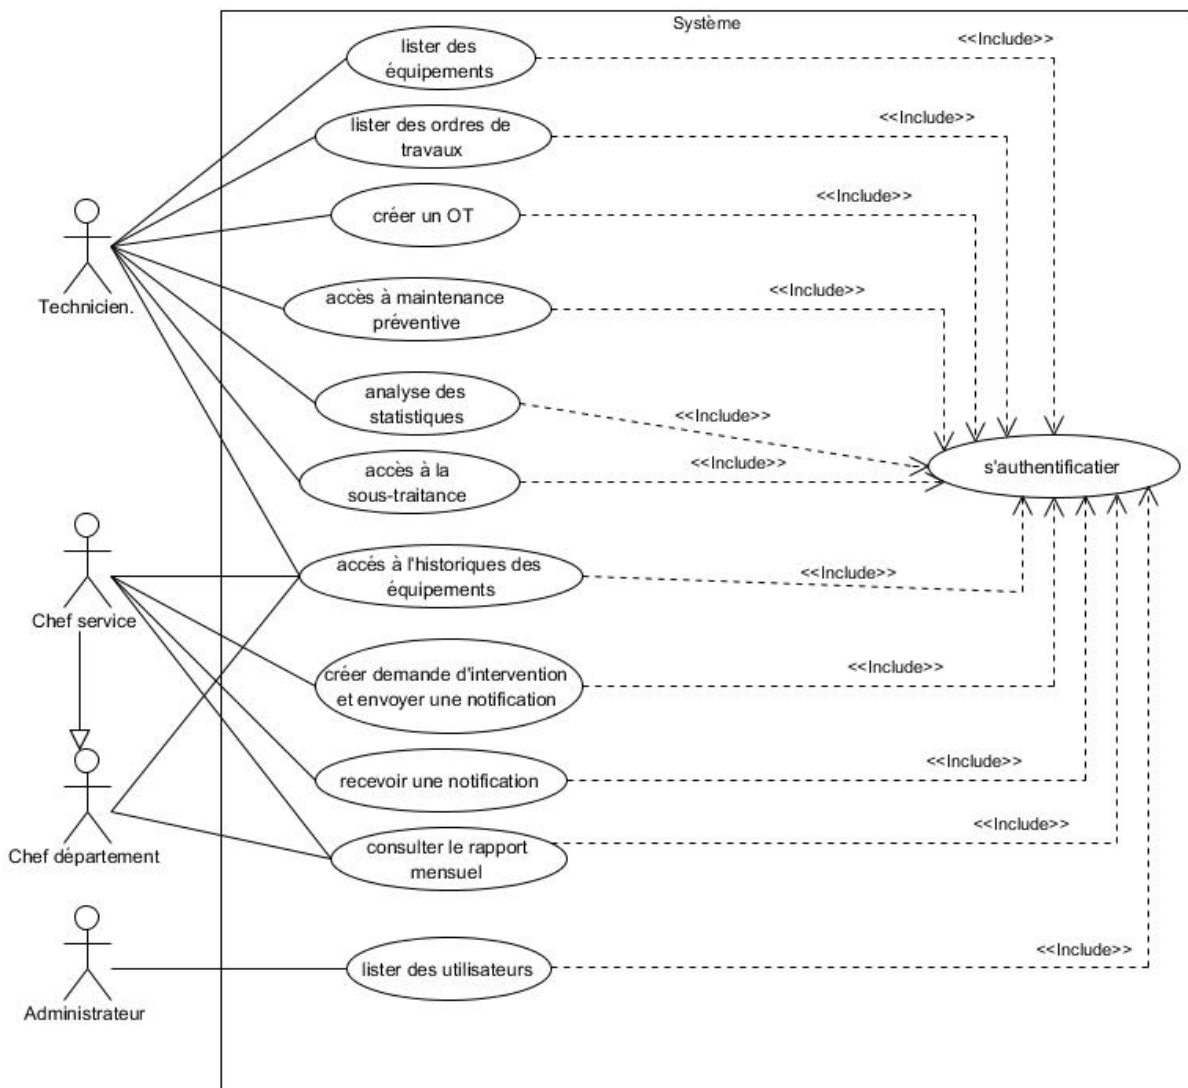 Système
lister des
équipements
<<Include>>
lister des ordres de
travaux
<<Include>>
créer un OT
<<Include>>
Technicien.
accès à maintenance
préventive
<<Include>>
analyse des
statistiques
<<Include>>
accès à la
sous-traitance
<<Include>>
s'authentificatier
Chef service
accés à l'historiques des
équipements
<<Include>>
créer demande d'intervention
et envoyer une notification
<<Include>>
recevoir une notification
<<Include>>
Chef département
consulter le rapport
mensuel
<<Include>>
Administrateur
lister des utilisateurs
<<Include>>